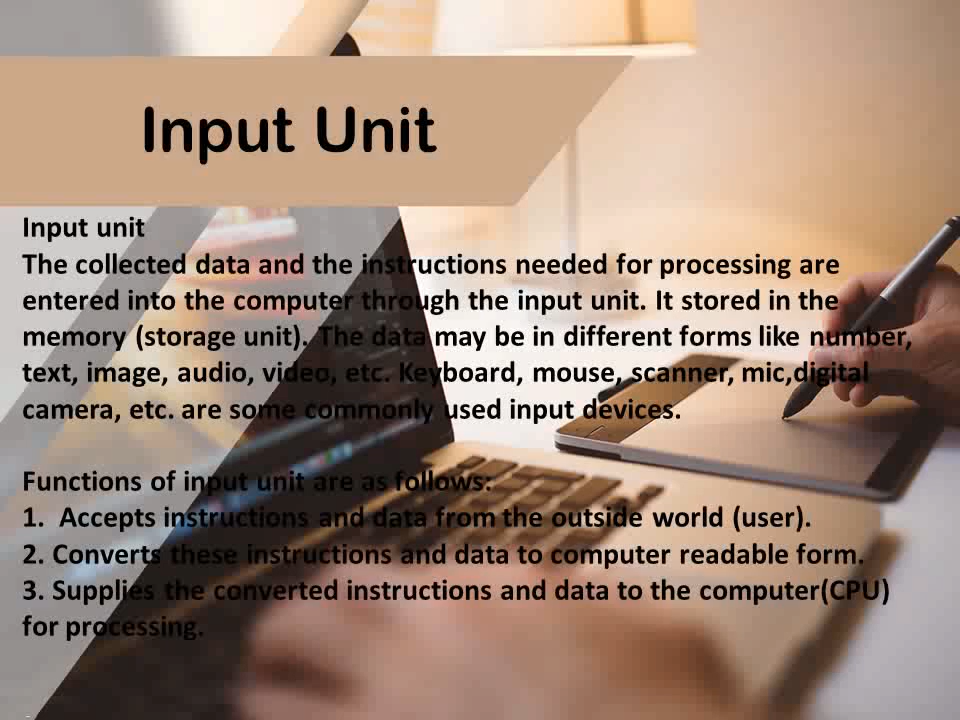 Input Unit
Input unit
The collected data and the instructions needed for processing are
entered into the computer through the input unit. It stored in the
memory (storage unit). The data may be in different forms like number,
text, image, audio, video, etc. Keyboard, mouse, scanner, mic,digital
camera, etc. are some commonly used input devices.
Functions of input unit are as follows:
1.  Accepts instructions and data from the outside world (user).
2. Converts these instructions and data to computer readable form.
3. Supplies the converted instructions and data to the computer(CPU)
for processing.